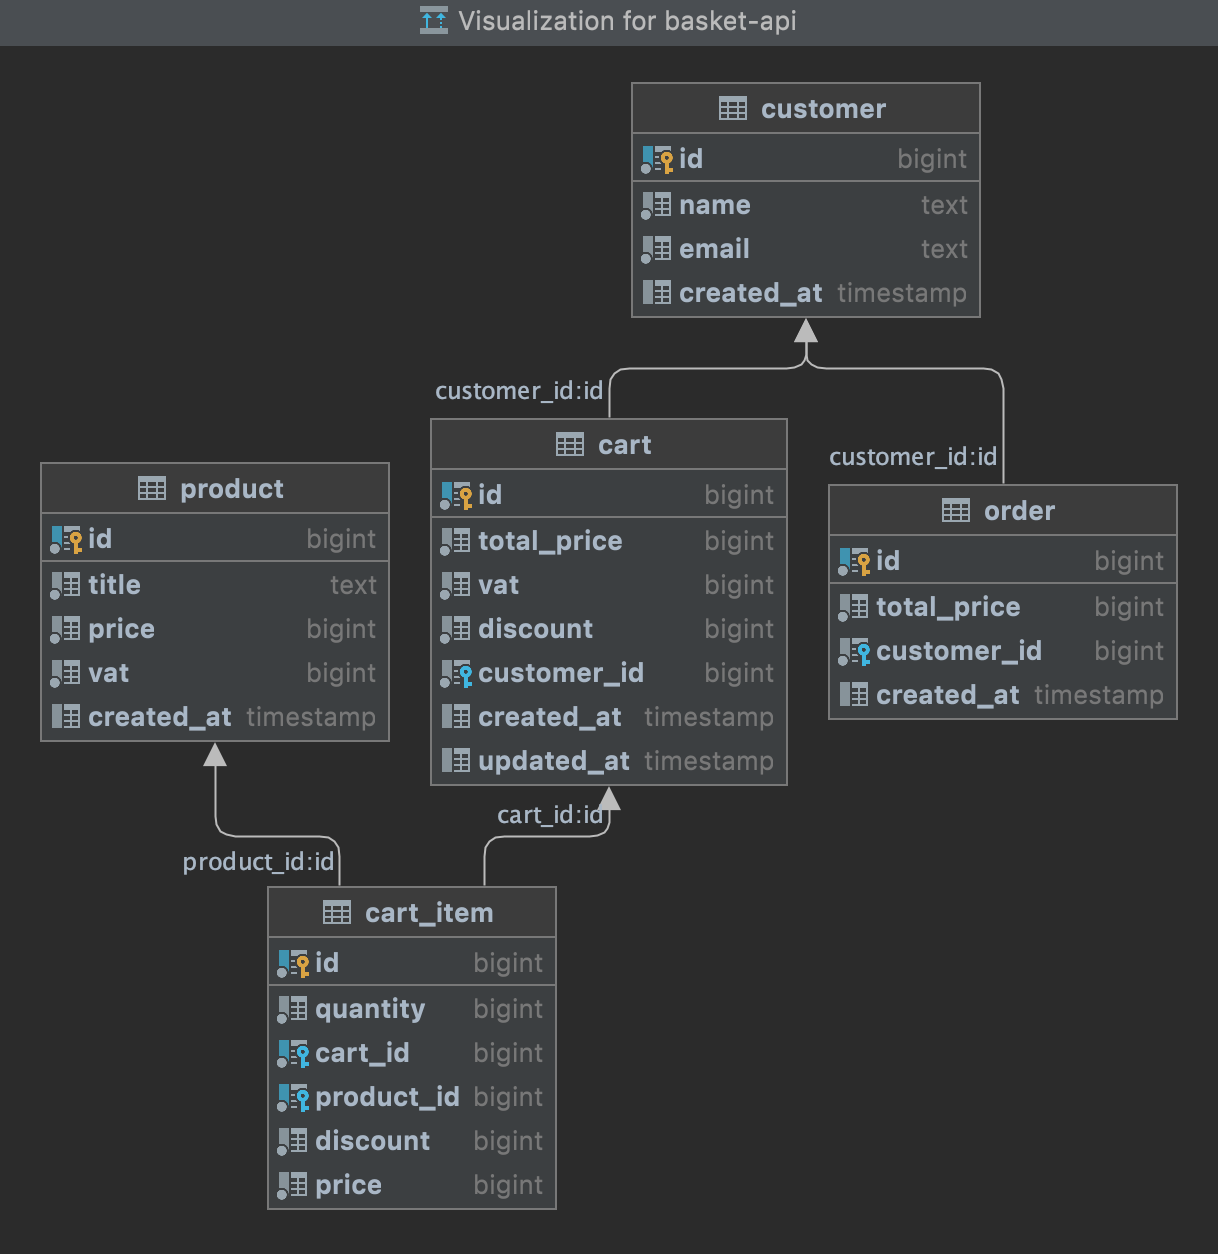 Visualization for basket-api
customer
id bigint
name text
email text
created_at timestamp
customer_id:id
customer_id:id
cart
id bigint
total_price bigint
vat bigint
discount bigint
customer_id bigint
created_at timestamp
updated_at timestamp
product
id bigint
title text
price bigint
vat bigint
created_at timestamp
order
id bigint
total_price bigint
customer_id bigint
created_at timestamp
cart_id:id
product_id:id
cart_item
id bigint
quantity bigint
cart_id bigint
product_id bigint
discount bigint
price bigint